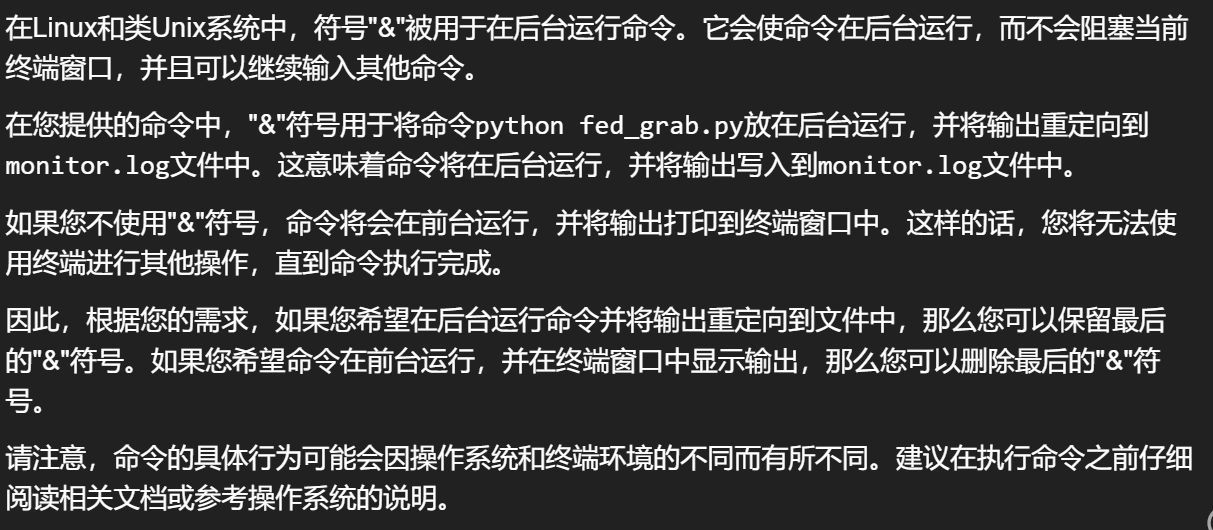 在Linux和类Unix系统中，符号"&"被用于在后台运行命令。它会使命令在后台运行，而不会阻塞当前
终端窗口，并且可以继续输入其他命令。
在您提供的命令中，"&"符号用于将命令python fed_grab.py放在后台运行，并将输出重定向到
monitor.log文件中。这意味着命令将在后台运行，并将输出写入到monitor.log文件中。
如果您不使用"&"符号，命令将会在前台运行，并将输出打印到终端窗口中。这样的话，您将无法使
用终端进行其他操作，直到命令执行完成。
因此，根据您的需求，如果您希望在后台运行命令并将输出重定向到文件中，那么您可以保留最后
的"&"符号。如果您希望命令在前台运行，并在终端窗口中显示输出，那么您可以删除最后的"&"符
号。
请注意，命令的具体行为可能会因操作系统和终端环境的不同而有所不同。建议在执行命令之前仔细
阅读相关文档或参考操作系统的说明。